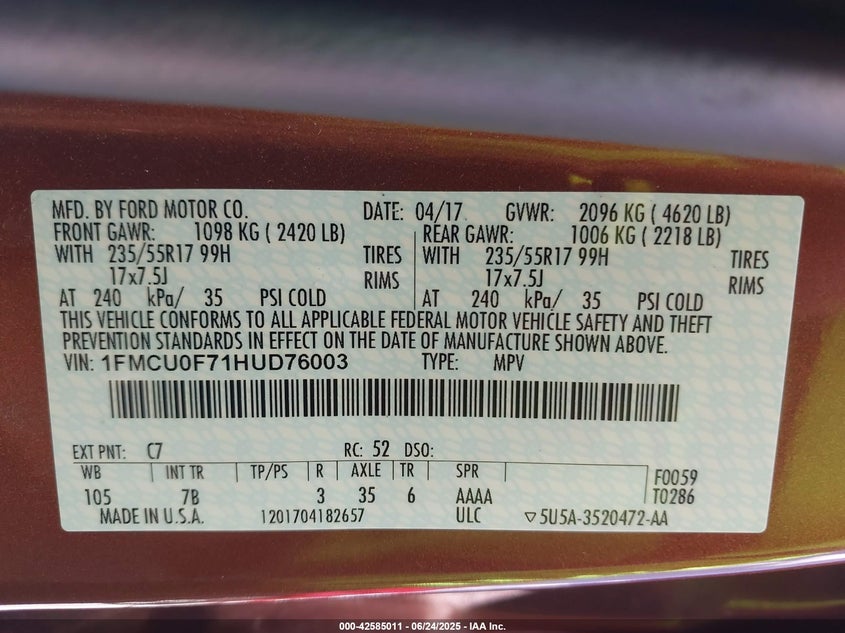 MFD. BY FORD MOTOR CO. DATE: 04/17 GVWR: 2096 KG ( 4620 LB)
FRONT GAWR: 1098 KG ( 2420 LB) REAR GAWR: 1006 KG ( 2218 LB)
WITH 235/55R17 99H TIRES WITH 235/55R17 99H TIRES
17x7.5J RIMS 17x7.5J RIMS
AT 240 kPa/ 35 PSI COLD AT 240 kPa/ 35 PSI COLD
THIS VEHICLE CONFORMS TO ALL APPLICABLE FEDERAL MOTOR VEHICLE SAFETY AND THEFT
PREVENTION STANDARDS IN EFFECT ON THE DATE OF MANUFACTURE SHOWN ABOVE.
VIN: 1FMCU0F71HUD76003 TYPE: MPV
EXT PNT: C7 RC: 52 DSO:
WB INT TR TP/PS R AXLE TR SPR F0059
105 7B 3 35 6 AAAA T0286
MADE IN U.S.A. 1201704182657 ULC ▽5U5A-3520472-AA
000-42585011 - 06/24/2025 - IAA Inc.